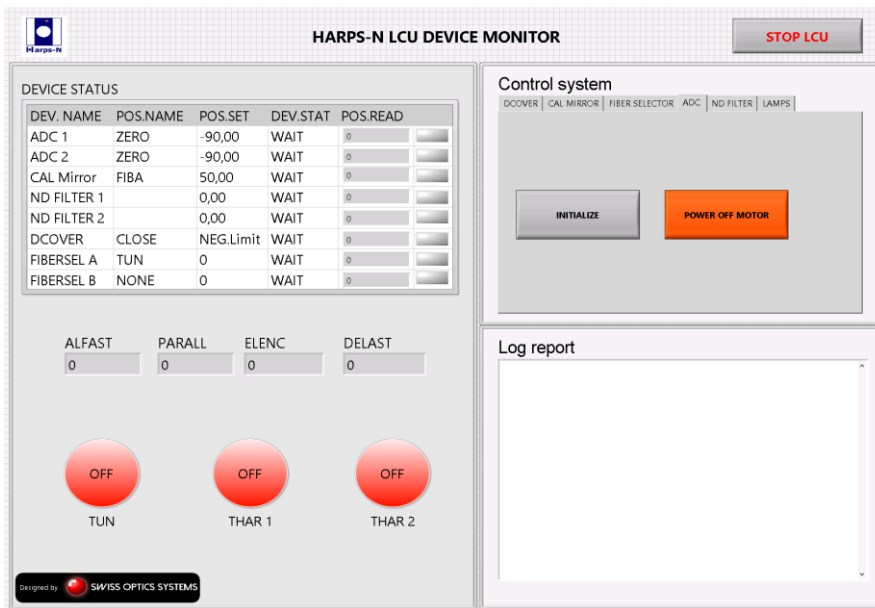 Harps-N
HARPS-N LCU DEVICE MONITOR
STOP LCU
DEVICE STATUS
DEV. NAME POS.NAME POS.SET DEV.STAT POS.READ
ADC 1 ZERO -90,00 WAIT 0
ADC 2 ZERO -90,00 WAIT 0
CAL Mirror FIBA 50,00 WAIT 0
ND FILTER 1 0,00 WAIT 0
ND FILTER 2 0,00 WAIT 0
DCOVER CLOSE NEG.Limit WAIT 0
FIBERSEL A TUN 0 WAIT 0
FIBERSEL B NONE 0 WAIT 0
ALFAST PARALL ELENC DELAST
0 0 0 0
OFF OFF OFF
TUN THAR 1 THAR 2
Designed by SWISS OPTICS SYSTEMS
Control system
DCOVER CAL MIRROR FIBER SELECTOR ADC ND FILTER LAMPS
INITIALIZE POWER OFF MOTOR
Log report